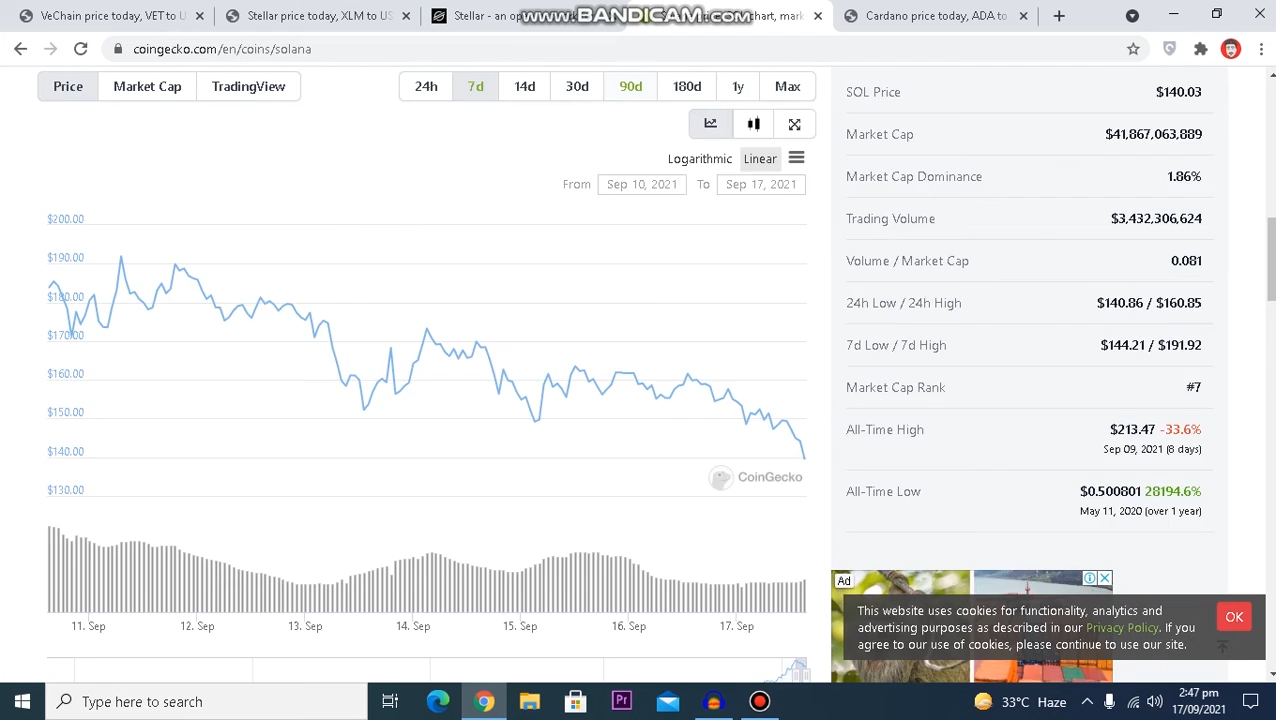 VeChain price today, VET to U
Stellar price today, XLM to US
Stellar - an op
www.BANDICAM.com
chart, mark
Cardano price today, ADA to
coingecko.com/en/coins/solana
Price
Market Cap
TradingView
24h
7d
14d
30d
90d
180d
1y
Max
Logarithmic
Linear
From
Sep 10, 2021
To
Sep 17, 2021
$200.00
$190.00
$180.00
$170.00
$160.00
$150.00
$140.00
$130.00
CoinGecko
11. Sep
12. Sep
13. Sep
14. Sep
15. Sep
16. Sep
17. Sep
SOL Price $140.03
Market Cap $41,867,063,889
Market Cap Dominance 1.86%
Trading Volume $3,432,306,624
Volume / Market Cap 0.081
24h Low / 24h High $140.86 / $160.85
7d Low / 7d High $144.21 / $191.92
Market Cap Rank #7
All-Time High $213.47 -33.6%
Sep 09, 2021 (8 days)
All-Time Low $0.500801 28194.6%
May 11, 2020 (over 1 year)
Ad
This website uses cookies for functionality, analytics and
advertising purposes as described in our Privacy Policy. If you
agree to our use of cookies, please continue to use our site.
OK
Type here to search
Pr
33°C Haze
2:47 pm
17/09/2021